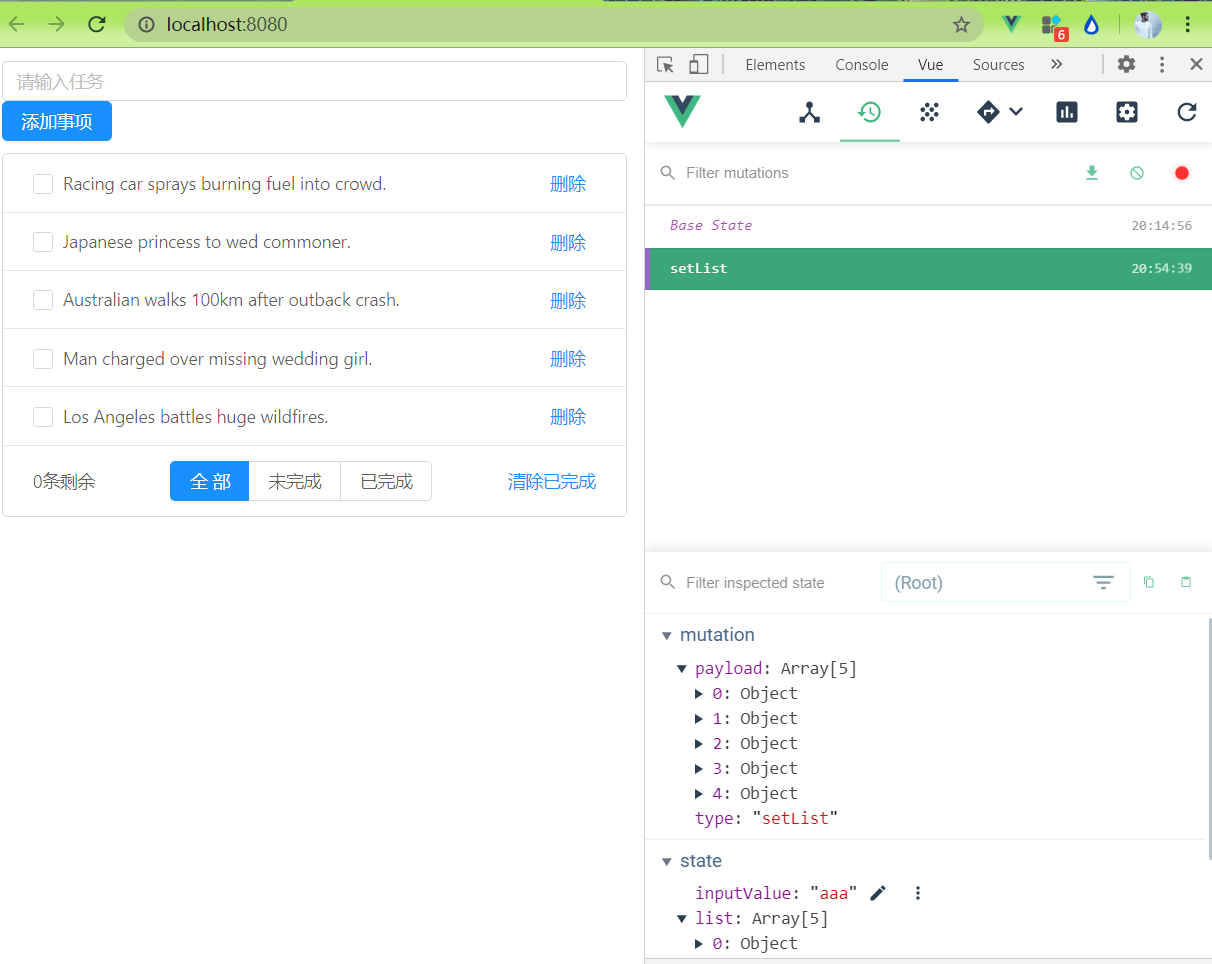 localhost:8080
6
请输入任务
添加事项
Racing car sprays burning fuel into crowd. 删除
Japanese princess to wed commoner. 删除
Australian walks 100km after outback crash. 删除
Man charged over missing wedding girl. 删除
Los Angeles battles huge wildfires. 删除
0条剩余 全部 未完成 已完成 清除已完成
Elements Console Vue Sources »
Filter mutations
Base State 20:14:56
setList 20:54:39
Filter inspected state (Root)
mutation
payload: Array[5]
0: Object
1: Object
2: Object
3: Object
4: Object
type: "setList"
state
inputValue: "aaa"
list: Array[5]
0: Object